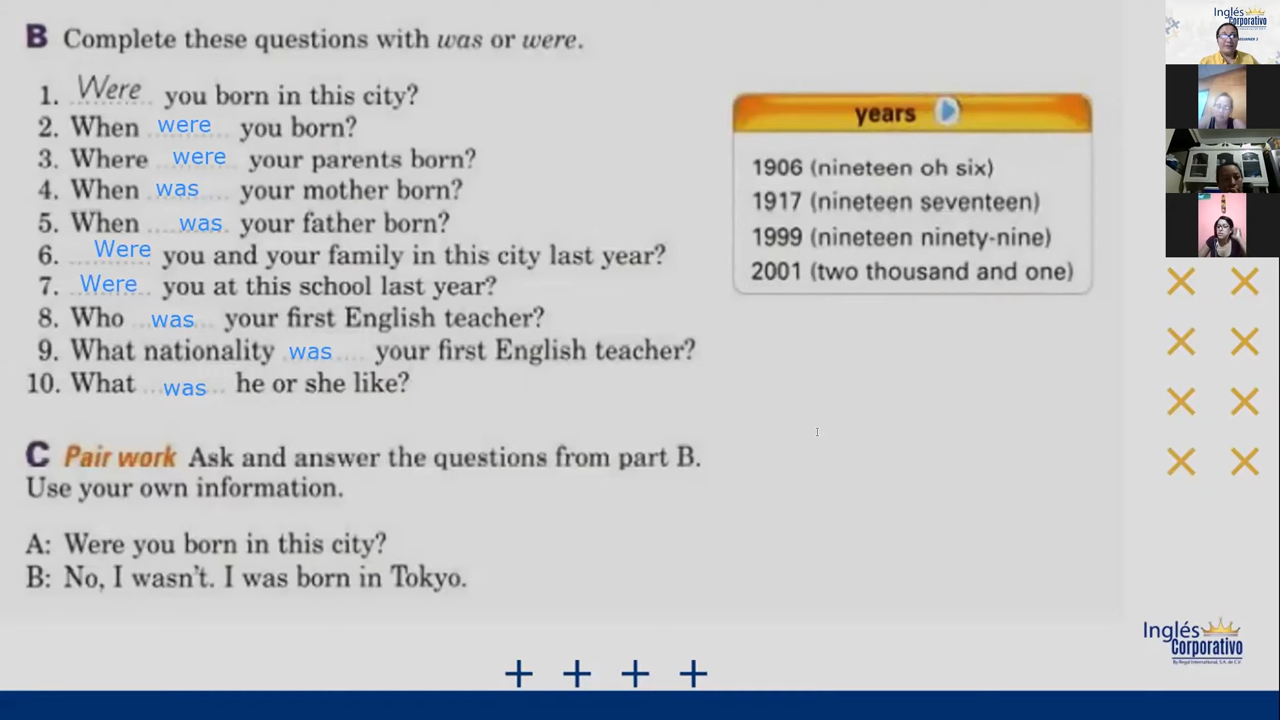 B Complete these questions with was or were.
1. Were you born in this city?
2. When were you born?
3. Where were your parents born?
4. When was your mother born?
5. When was your father born?
6. Were you and your family in this city last year?
7. Were you at this school last year?
8. Who was your first English teacher?
9. What nationality was your first English teacher?
10. What was he or she like?
years
1906 (nineteen oh six)
1917 (nineteen seventeen)
1999 (nineteen ninety-nine)
2001 (two thousand and one)
C Pair work Ask and answer the questions from part B.
Use your own information.
A: Were you born in this city?
B: No, I wasn't. I was born in Tokyo.
Inglés
Corporativo
Inglés
Corporativo
By Regal International, S.A. de C.V.